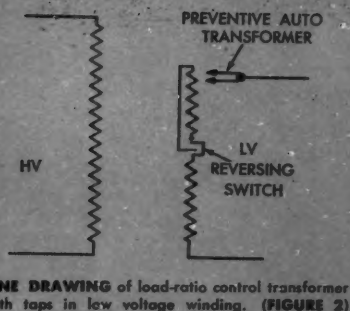 PREVENTIVE AUTO
TRANSFORMER
HV
LV
REVERSING
SWITCH
NE DRAWING of load-ratio control transformer
th taps in low voltage winding. (FIGURE 2)